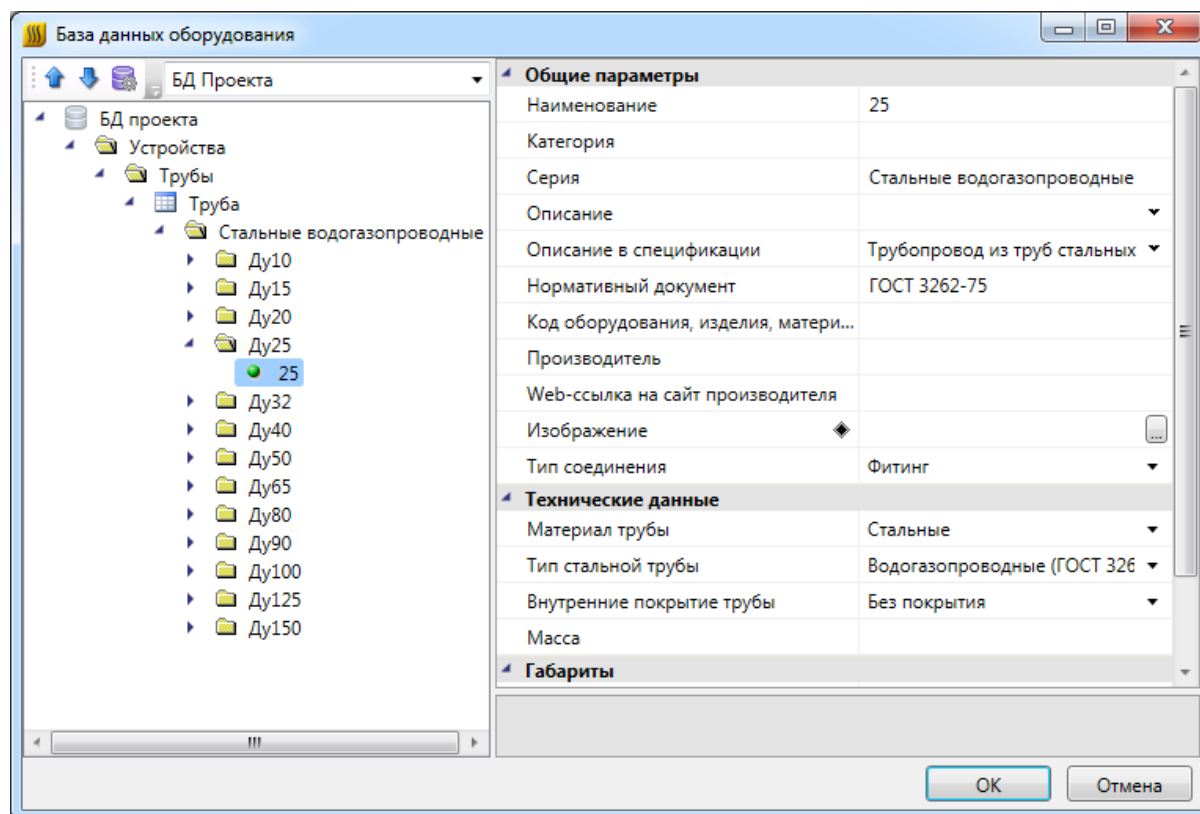 База данных оборудования
БД Проекта
БД проекта
Устройства
Трубы
Труба
Стальные водогазопроводные
Ду10
Ду15
Ду20
Ду25
25
Ду32
Ду40
Ду50
Ду65
Ду80
Ду90
Ду100
Ду125
Ду150
Общие параметры
Наименование 25
Категория
Серия Стальные водогазопроводные
Описание
Описание в спецификации Трубопровод из труб стальных
Нормативный документ ГОСТ 3262-75
Код оборудования, изделия, матери...
Производитель
Web-ссылка на сайт производителя
Изображение ...
Тип соединения Фитинг
Технические данные
Материал трубы Стальные
Тип стальной трубы Водогазопроводные (ГОСТ 326
Внутренние покрытие трубы Без покрытия
Масса
Габариты
ОК Отмена